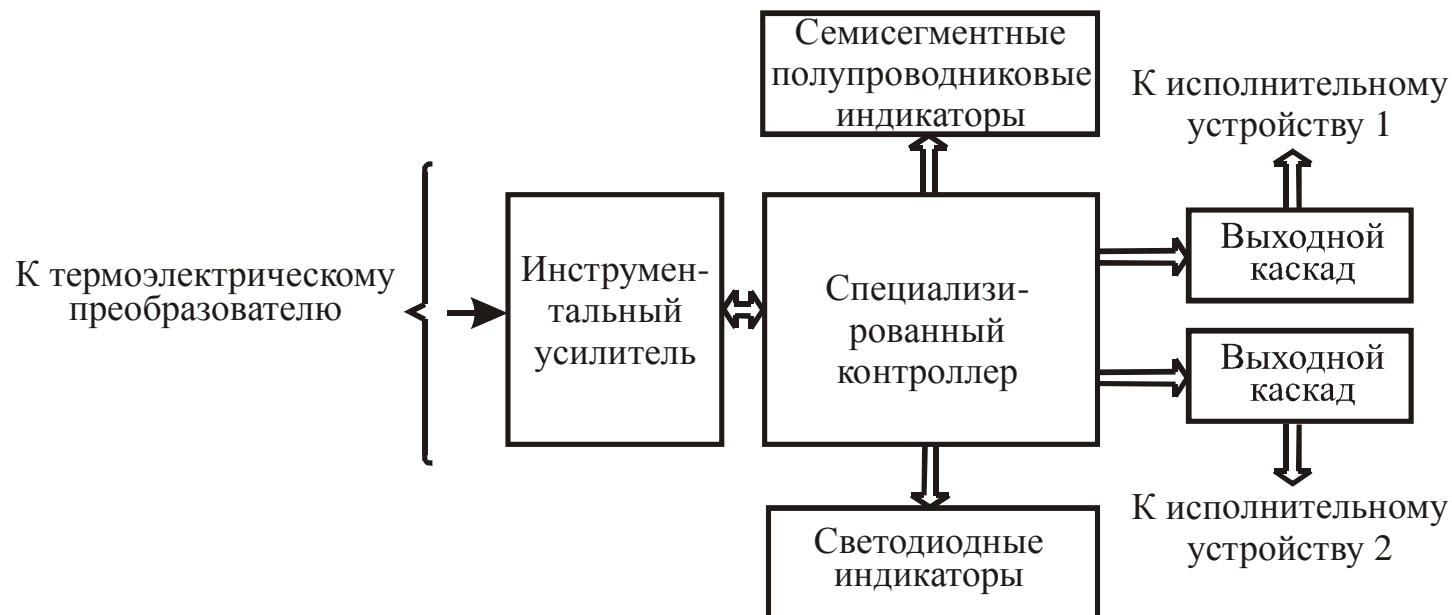 Семисегментные
полупроводниковые
индикаторы
К исполнительному
устройству 1
К термоэлектрическому
преобразователю
Инструмен-
тальный
усилитель
Специализи-
рованный
контроллер
Выходной
каскад
Выходной
каскад
Светодиодные
индикаторы
К исполнительному
устройству 2